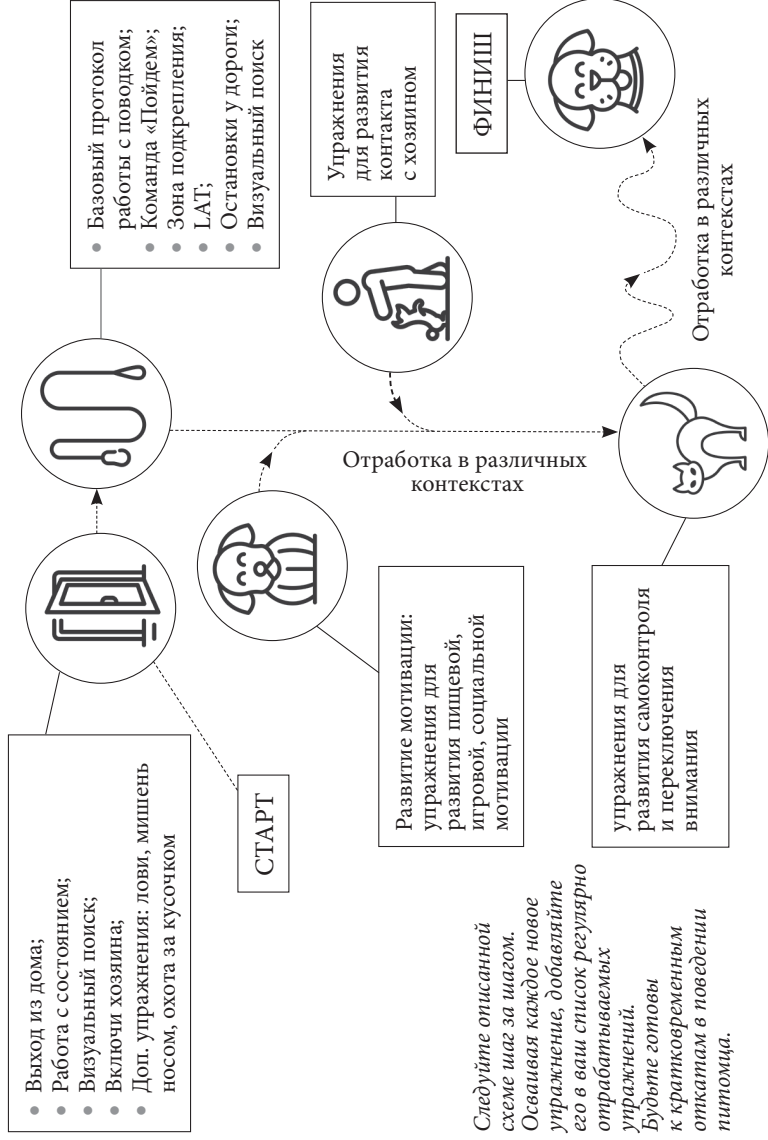 • Выход из дома;
• Работа с состоянием;
• Визуальный поиск;
• Включи хозяина;
• Доп. упражнения: лови, мишень
носом, охота за кусочком
СТАРТ
• Базовый протокол
работы с поводком;
• Команда «Пойдем»;
• Зона подкрепления;
• LAT;
• Остановки у дороги;
• Визуальный поиск
Развитие мотивации:
упражнения для
развития пищевой,
игровой, социальной
мотивации
Отработка в различных
контекстах
Упражнения
для развития
контакта
с хозяином
упражнения для
развития самоконтроля
и переключения
внимания
Отработка в различных
контекстах
ФИНИШ
Следуйте описанной
схеме шаг за шагом.
Осваивая каждое новое
упражнение, добавляйте
его в ваш список регулярно
отрабатываемых
упражнений.
Будьте готовы
к кратковременным
откатам в поведении
питомца.